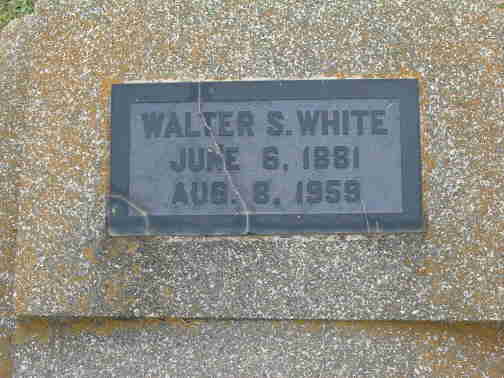 WALTER S. WHITE
JUNE 6, 1881
AUG. 8, 1959